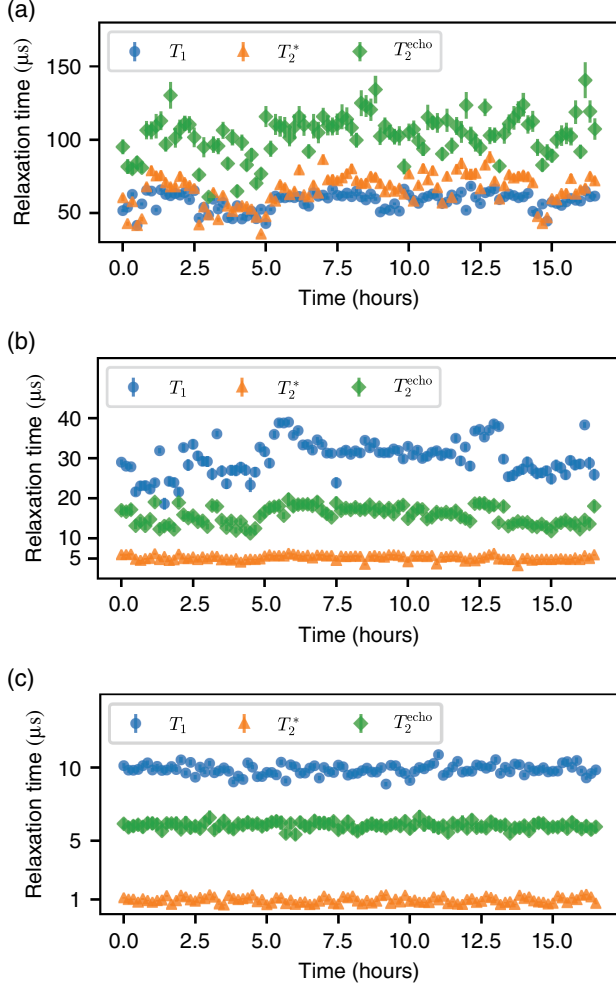 (a)
T₁ T₂* T₂ᵉᶜʰᵒ
Relaxation time (μs)
150
100
50
0.0 2.5 5.0 7.5 10.0 12.5 15.0
Time (hours)
(b)
T₁ T₂* T₂ᵉᶜʰᵒ
Relaxation time (μs)
40
30
20
10
5
0.0 2.5 5.0 7.5 10.0 12.5 15.0
Time (hours)
(c)
T₁ T₂* T₂ᵉᶜʰᵒ
Relaxation time (μs)
10
5
1
0.0 2.5 5.0 7.5 10.0 12.5 15.0
Time (hours)